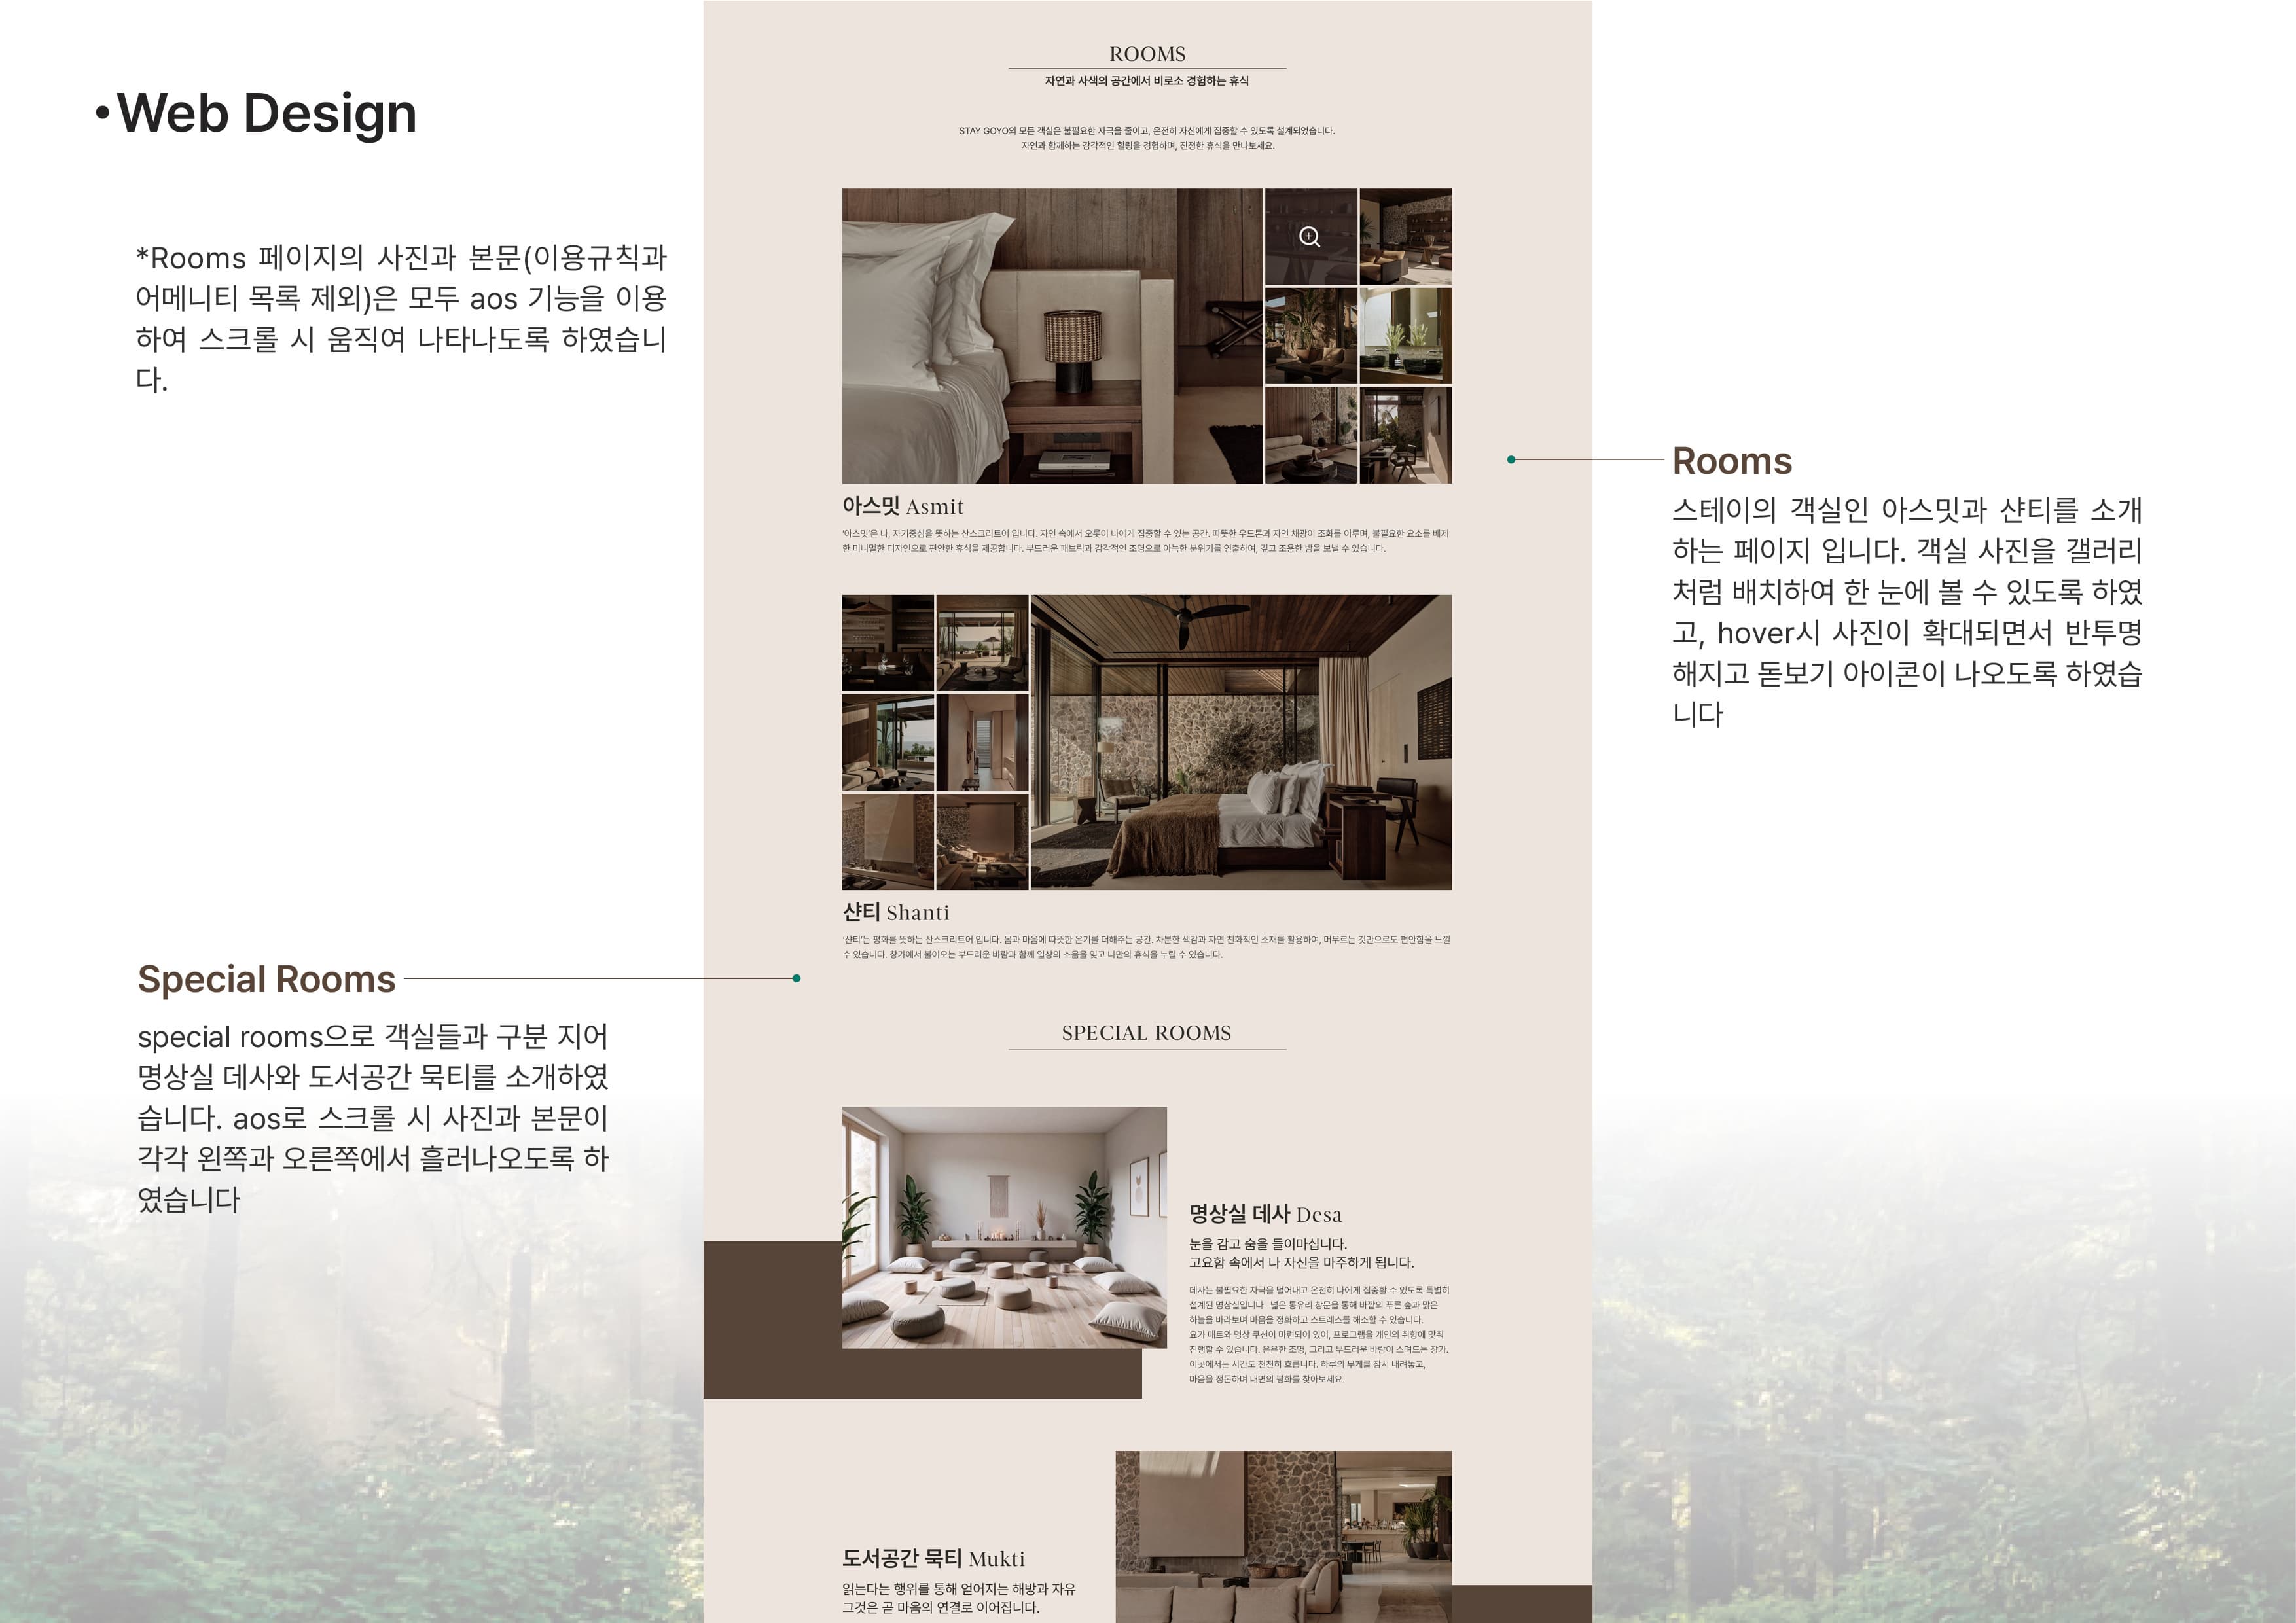 •Web Design
*Rooms 페이지의 사진과 본문(이용규칙과
어메니티 목록 제외)은 모두 aos 기능을 이용
하여 스크롤 시 움직여 나타나도록 하였습니
다.
ROOMS
자연과 사색의 공간에서 비로소 경험하는 휴식
STAY GOYO의 모든 객실은 불필요한 자극을 줄이고, 온전히 자신에게 집중할 수 있도록 설계되었습니다.
자연과 함께하는 감각적인 힐링을 경험하며, 진정한 휴식을 만나보세요.
아스밋 Asmit
'아스밋'은 나, 자기중심을 뜻하는 산스크리트어 입니다. 자연 속에서 오롯이 나에게 집중할 수 있는 공간. 따뜻한 우드톤과 자연 채광이 조화를 이루며, 불필요한 요소를 배제
한 미니멀한 디자인으로 편안한 휴식을 제공합니다. 부드러운 패브릭과 감각적인 조명으로 아늑한 분위기를 연출하여, 깊고 조용한 밤을 보낼 수 있습니다.
Rooms
스테이의 객실인 아스밋과 샨티를 소개
하는 페이지 입니다. 객실 사진을 갤러리
처럼 배치하여 한 눈에 볼 수 있도록 하였
고, hover시 사진이 확대되면서 반투명
해지고 돋보기 아이콘이 나오도록 하였습
니다
샨티 Shanti
'샨티'는 평화를 뜻하는 산스크리트어 입니다. 몸과 마음에 따뜻한 온기를 더해주는 공간. 차분한 색감과 자연 친화적인 소재를 활용하여, 머무르는 것만으로도 편안함을 느낄
수 있습니다. 창가에서 불어오는 부드러운 바람과 함께 일상의 소음을 잊고 나만의 휴식을 누릴 수 있습니다.
Special Rooms
special rooms으로 객실들과 구분 지어
명상실 데사와 도서공간 묵티를 소개하였
습니다. aos로 스크롤 시 사진과 본문이
각각 왼쪽과 오른쪽에서 흘러나오도록 하
였습니다
SPECIAL ROOMS
명상실 데사 Desa
눈을 감고 숨을 들이마십니다.
고요함 속에서 나 자신을 마주하게 됩니다.
데사는 불필요한 자극을 덜어내고 온전히 나에게 집중할 수 있도록 특별히
설계된 명상실입니다. 넓은 통유리 창문을 통해 바깥의 푸른 숲과 맑은
하늘을 바라보며 마음을 정화하고 스트레스를 해소할 수 있습니다.
요가 매트와 명상 쿠션이 마련되어 있어, 프로그램을 개인의 취향에 맞춰
진행할 수 있습니다. 은은한 조명, 그리고 부드러운 바람이 스며드는 창가.
이곳에서는 시간도 천천히 흐릅니다. 하루의 무게를 잠시 내려놓고,
마음을 정돈하며 내면의 평화를 찾아보세요.
도서공간 묵티 Mukti
읽는다는 행위를 통해 얻어지는 해방과 자유
그것은 곧 마음의 연결로 이어집니다.